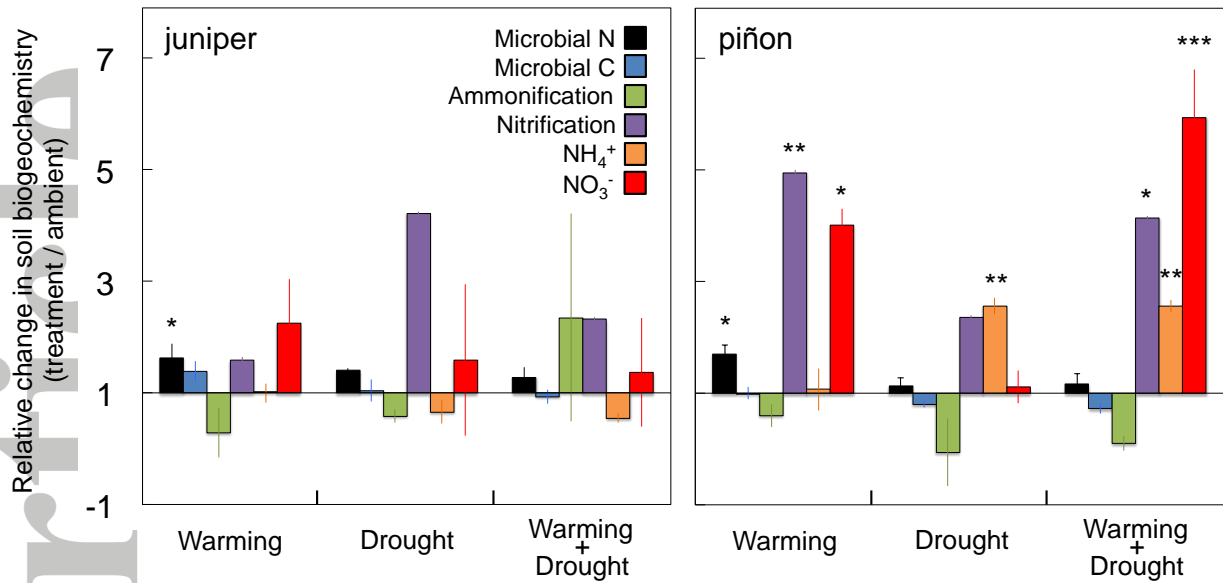 Relative change in soil biogeochemistry
(treatment / ambient)
7
5
3
1
-1
juniper
Microbial N
Microbial C
Ammonification
Nitrification
NH₄⁺
NO₃⁻
*
Warming
Drought
Warming
+
Drought
piñon
*
**
*
**
*
**
***
Warming
Drought
Warming
+
Drought